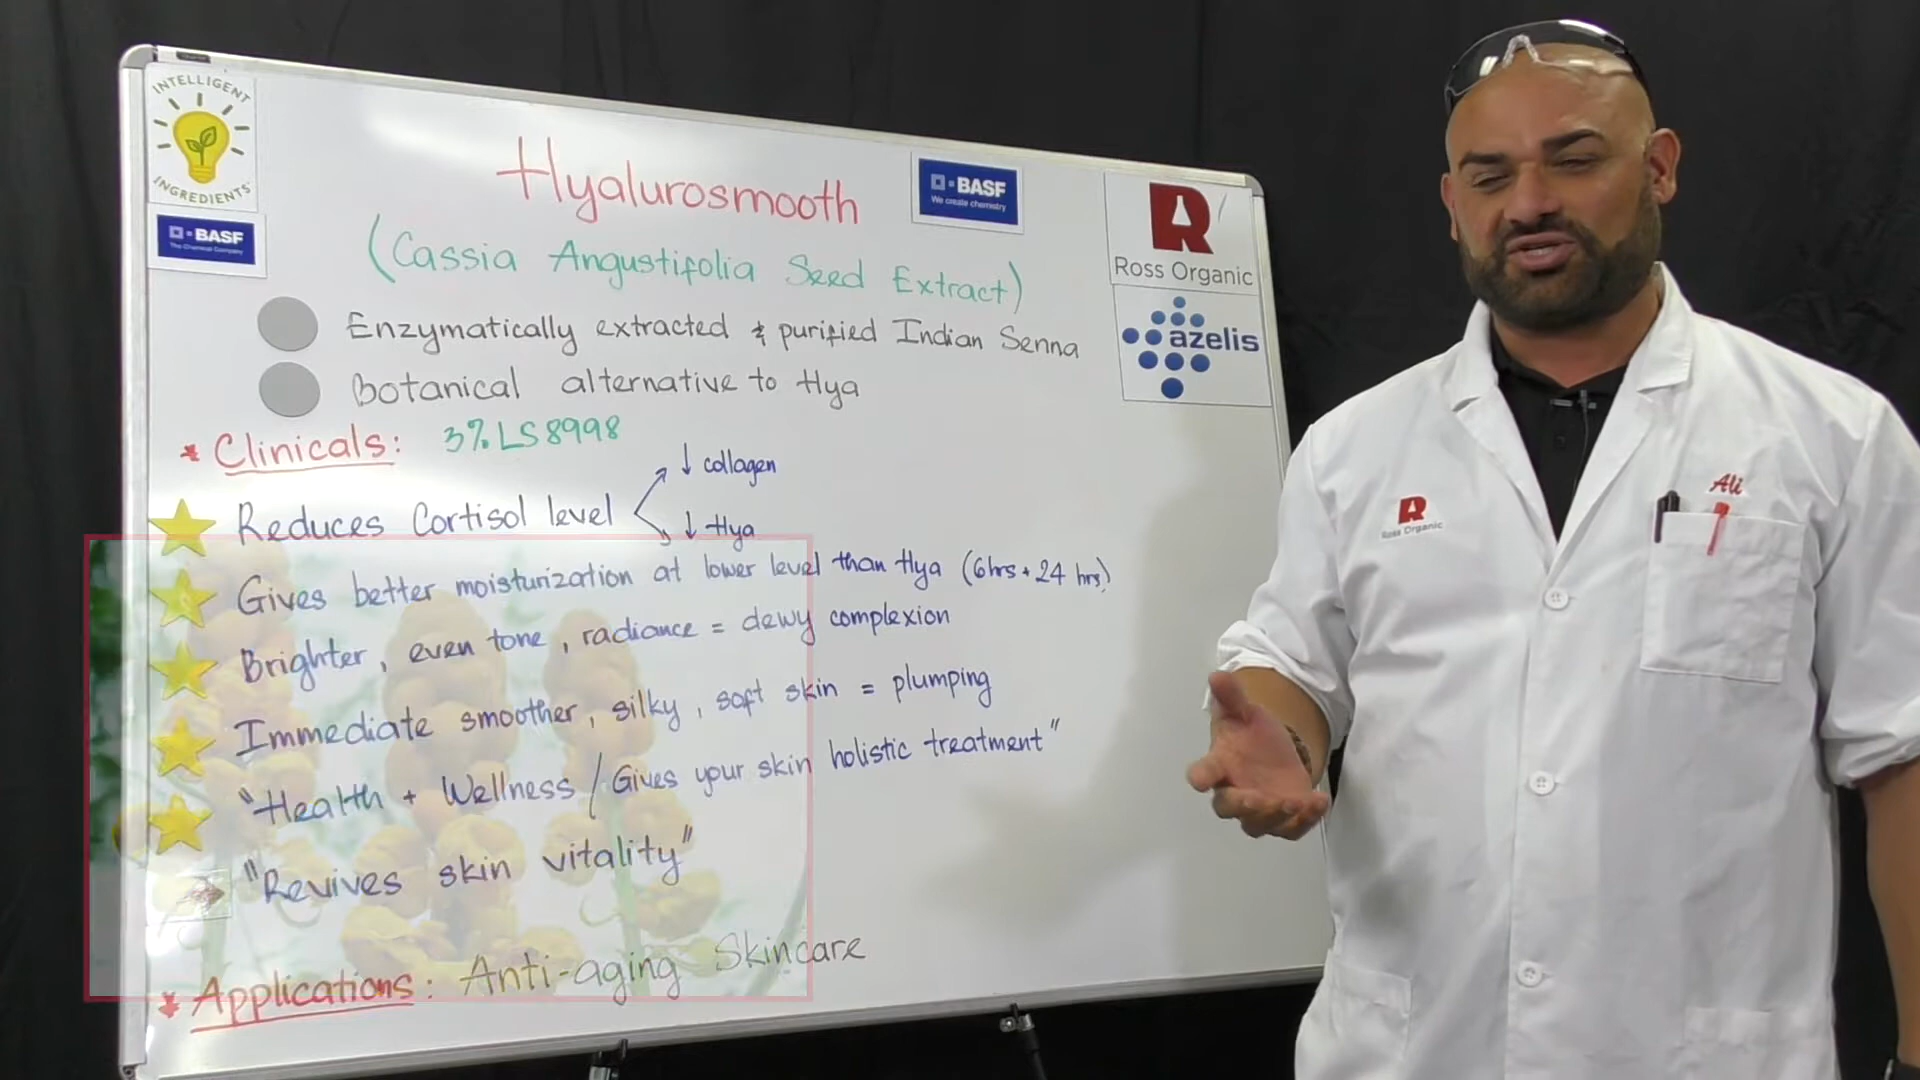 INTELLIGENT
INGREDIENTS
BASF
The Chemical Company
Hyalurosmooth
BASF
We create chemistry
R
Ross Organic
azelis
(Cassia Angustifolia Seed Extract)
Enzymatically extracted & purified Indian Senna
Botanical alternative to Hya
* Clinicals: 3% LS8998
Reduces Cortisol level
↓ collagen
↓ Hya
Gives better moisturization at lower level than Hya (6hrs + 24 hrs)
Brighter, even tone, radiance = dewy complexion
Immediate smoother, silky, soft skin = plumping
"Health + Wellness / Gives your skin holistic treatment"
"Revives skin vitality"
* Applications: Anti-aging Skincare
Ali
R
Ross Organic